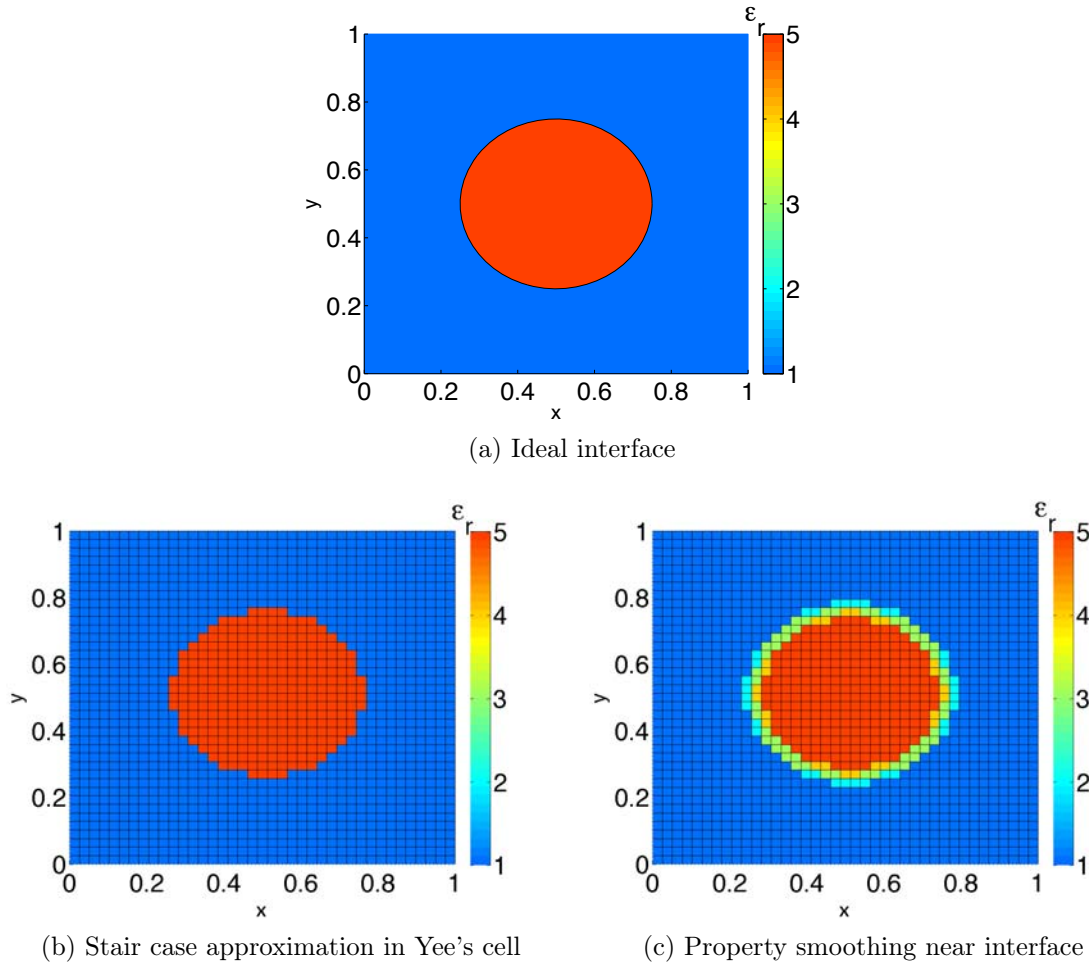 ε_r
1
5
0.8
4
0.6
y
3
0.4
2
0.2
0
1
0 0.2 0.4 0.6 0.8 1
x
(a) Ideal interface
ε_r
1
5
0.8
4
0.6
y
3
0.4
2
0.2
0
1
0 0.2 0.4 0.6 0.8 1
x
(b) Stair case approximation in Yee's cell
ε_r
1
5
0.8
4
0.6
y
3
0.4
2
0.2
0
1
0 0.2 0.4 0.6 0.8 1
x
(c) Property smoothing near interface